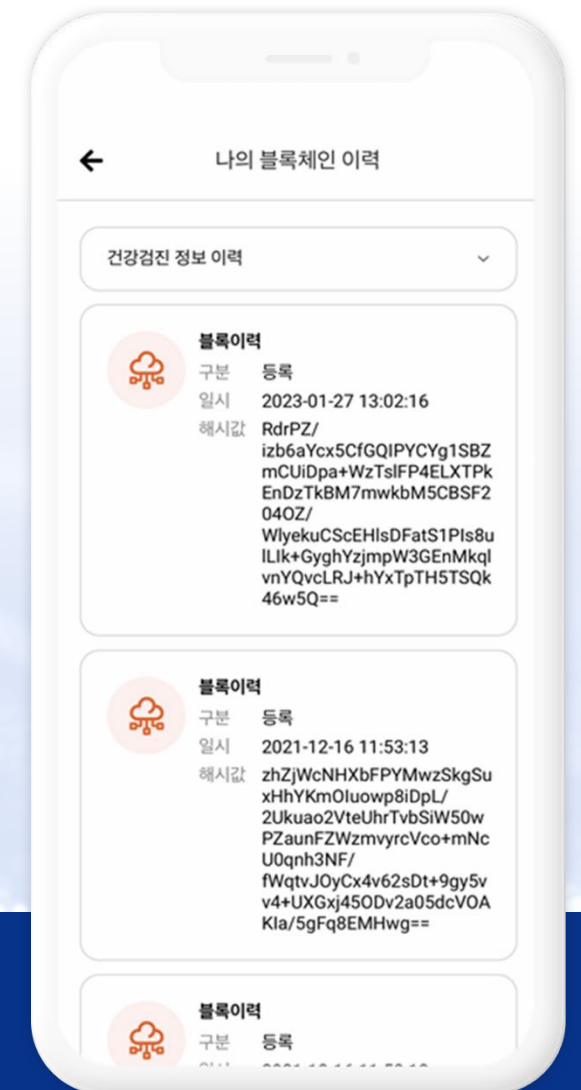 나의 블록체인 이력
건강검진 정보 이력
블록이력
구분 등록
일시 2023-01-27 13:02:16
해시값 RdrPZ/
izb6aYcx5CfGQIPYCYg1SBZ
mCUiDpa+WzTslFP4ELXTPk
EnDzTkBM7mwkbM5CBSF2
04OZ/
WlyekuCScEHlsDFatS1PIs8u
lLIk+GyghYzjmpW3GEnMkql
vnYQvcLRJ+hYxTpTH5TSQk
46w5Q==
블록이력
구분 등록
일시 2021-12-16 11:53:13
해시값 zhZjWcNHXbFPYMwzSkgSu
xHhYKmOluowp8iDpL/
2Ukuao2VteUhrTvbSiW50w
PZaunFZWzmvyrcVco+mNc
U0qnh3NF/
fWqtvJOyCx4v62sDt+9gy5v
v4+UXGxj45ODv2a05dcVOA
KIa/5gFq8EMHwg==
블록이력
구분 등록